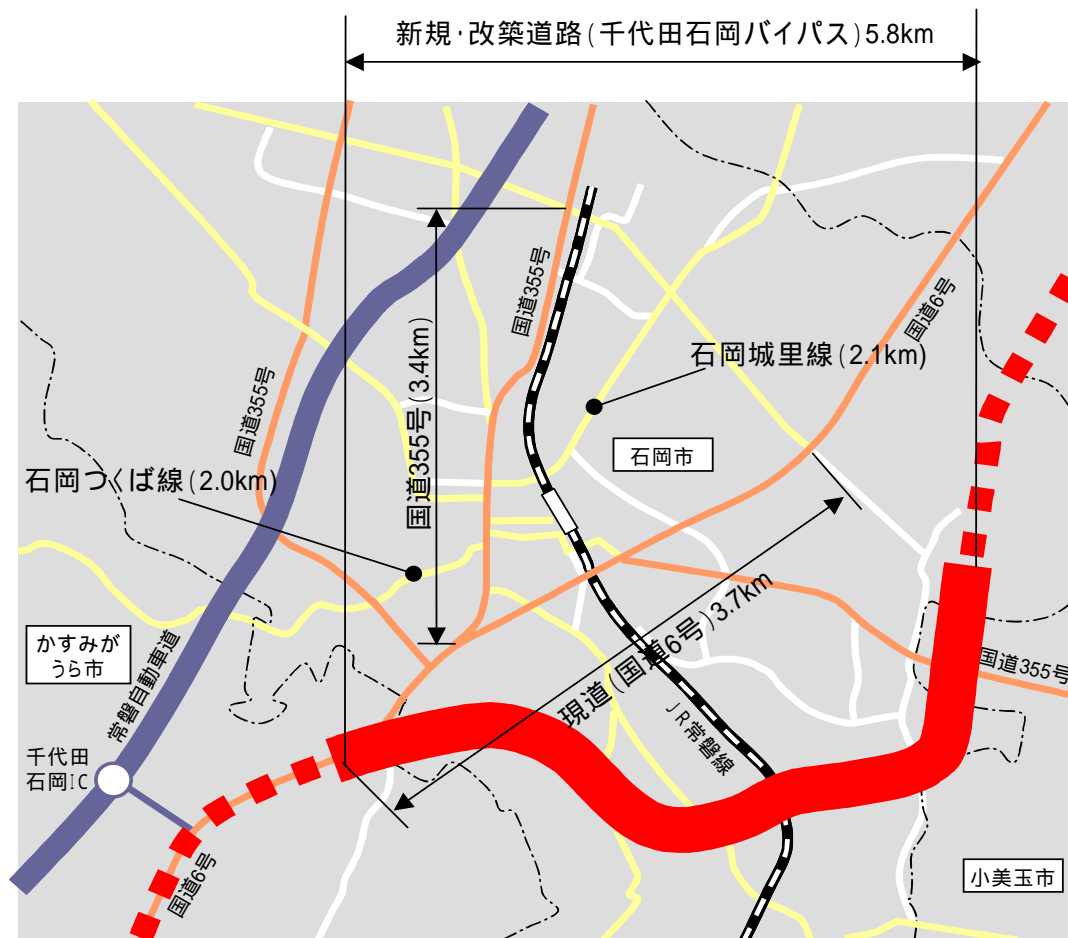 新規･改築道路(千代田石岡バイパス)5.8km
国道355号
国道6号
国道355号(3.4km)
石岡城里線(2.1km)
国道355号
石岡市
石岡つくば線(2.0km)
現道(国道6号)3.7km
かすみが
うら市
常磐自動車道
国道355号
JR常磐線
千代田
石岡IC
国道6号
小美玉市